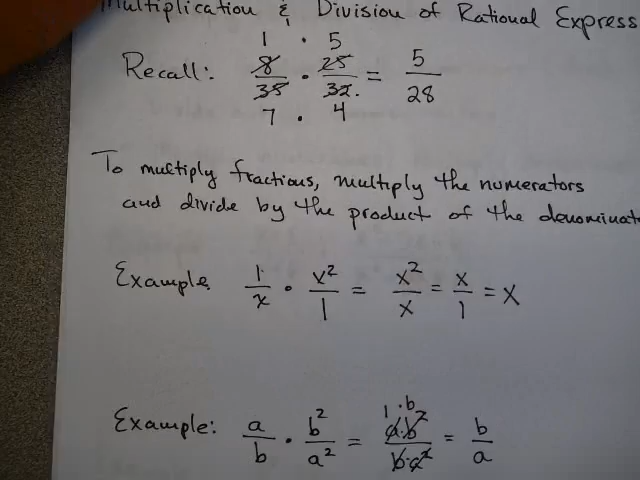 Multiplication & Division of Rational Express
1 · 5
Recall: 8/35 · 25/32. = 5/28
7 · 4
To multiply fractions, multiply the numerators
and divide by the product of the denominat
Example 1/x · x²/1 = x²/x = x/1 = x
1 · b
Example: a/b · b²/a² = a·b²/b·a² = b/a